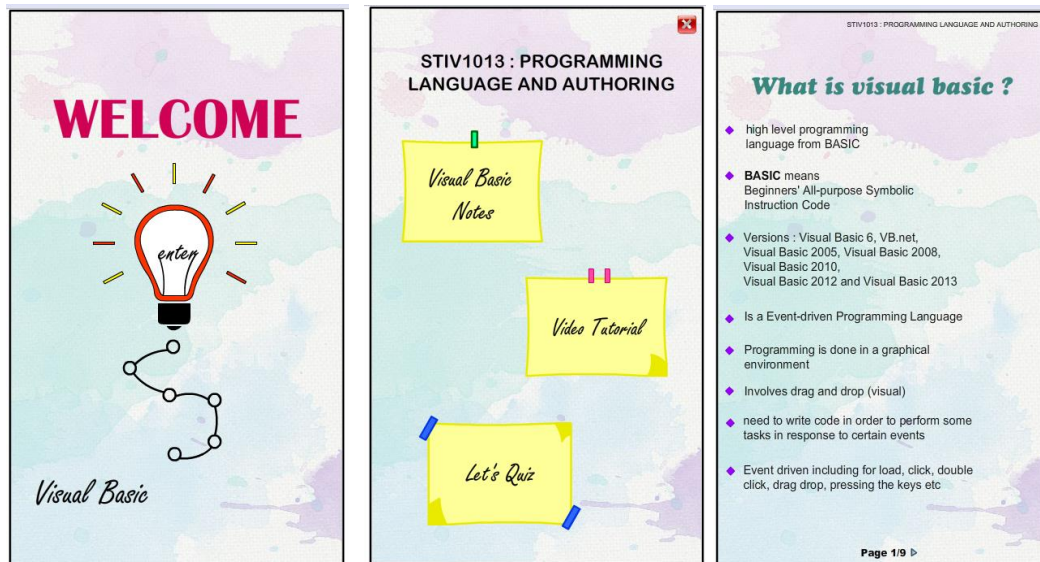 WELCOME
enter
Visual Basic
STIV1013 : PROGRAMMING
LANGUAGE AND AUTHORING
Visual Basic
Notes
Video Tutorial
Let's Quiz
STIV1013 : PROGRAMMING LANGUAGE AND AUTHORING
What is visual basic ?
high level programming
language from BASIC
BASIC means
Beginners' All-purpose Symbolic
Instruction Code
Versions : Visual Basic 6, VB.net,
Visual Basic 2005, Visual Basic 2008,
Visual Basic 2010,
Visual Basic 2012 and Visual Basic 2013
Is a Event-driven Programming Language
Programming is done in a graphical
environment
Involves drag and drop (visual)
need to write code in order to perform some
tasks in response to certain events
Event driven including for load, click, double
click, drag drop, pressing the keys etc
Page 1/9